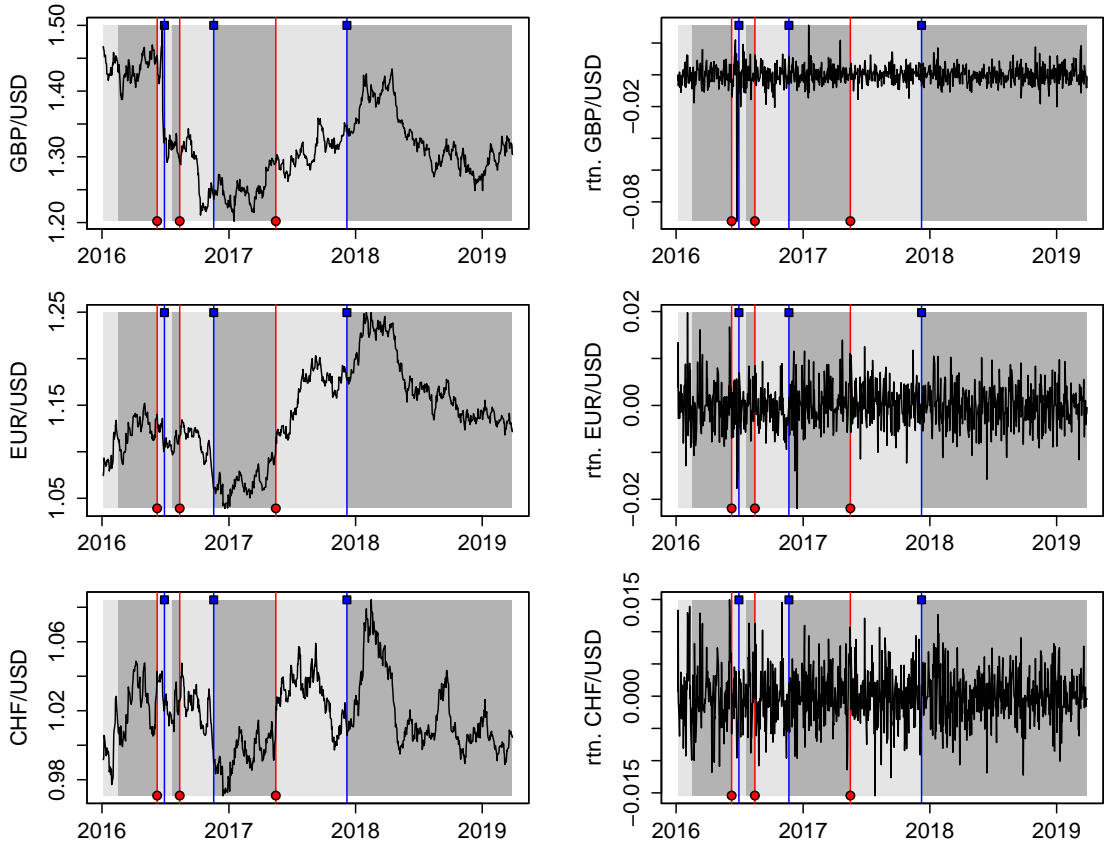 GBP/USD
1.20 1.30 1.40 1.50
2016 2017 2018 2019
rtn. GBP/USD
−0.08 −0.02
2016 2017 2018 2019
EUR/USD
1.05 1.15 1.25
2016 2017 2018 2019
rtn. EUR/USD
−0.02 0.00 0.02
2016 2017 2018 2019
CHF/USD
0.98 1.02 1.06
2016 2017 2018 2019
rtn. CHF/USD
−0.015 0.000 0.015
2016 2017 2018 2019